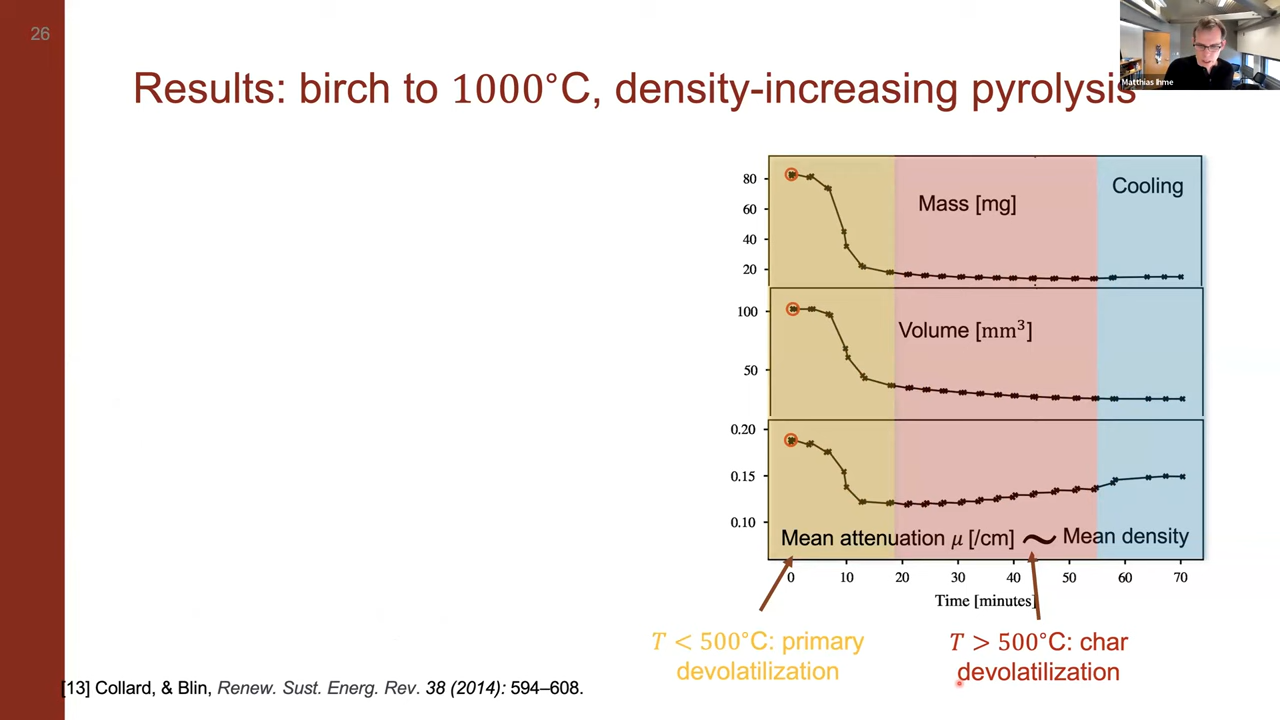 26
Matthias Ihme
Results: birch to 1000°C, density-increasing pyrolysis
80
60
40
20
Mass [mg]
Cooling
100
50
Volume [mm³]
0.20
0.15
0.10
Mean attenuation μ [/cm] ∼ Mean density
0 10 20 30 40 50 60 70
Time [minutes]
T < 500°C: primary
devolatilization
T > 500°C: char
devolatilization
[13] Collard, & Blin, Renew. Sust. Energ. Rev. 38 (2014): 594–608.